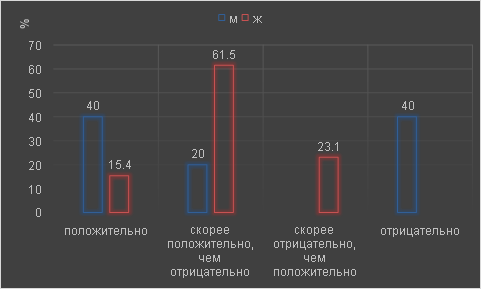 м ж
%
70
60
50
40
30
20
10
0
40
15.4
20
61.5
23.1
40
положительно
скорее
положительно,
чем
отрицательно
скорее
отрицательно,
чем
положительно
отрицательно